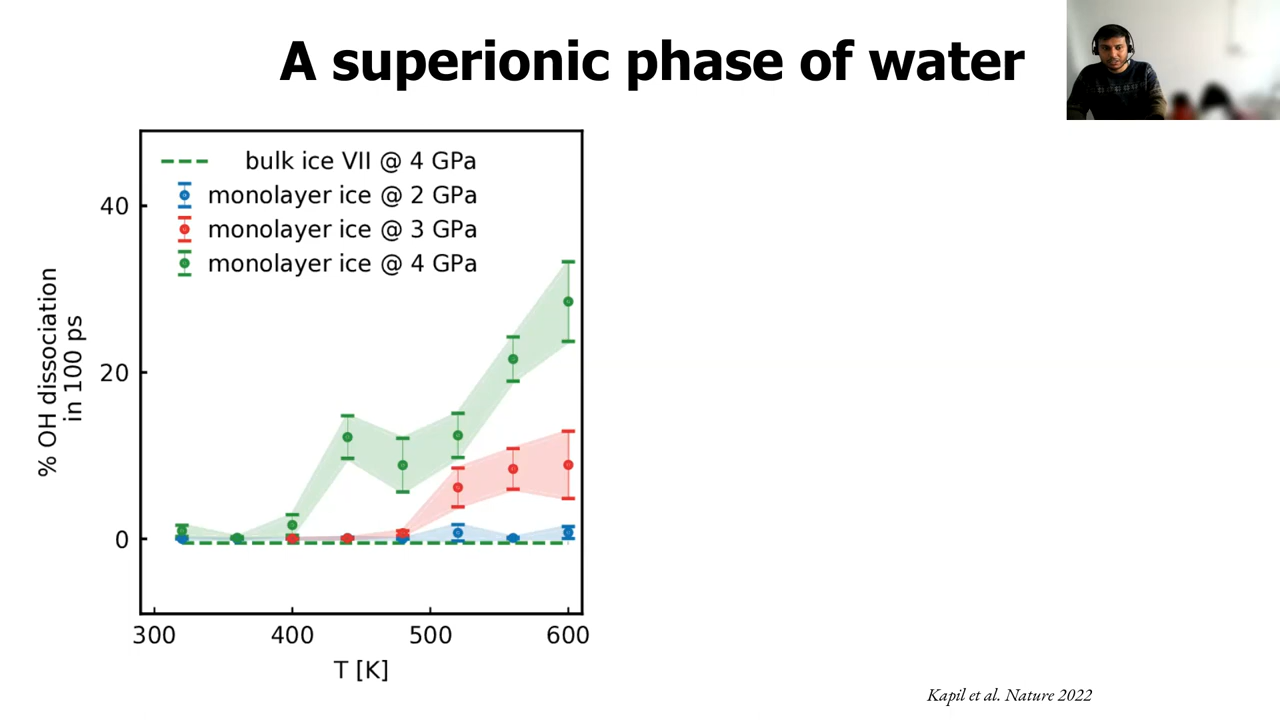 A superionic phase of water
bulk ice VII @ 4 GPa
monolayer ice @ 2 GPa
monolayer ice @ 3 GPa
monolayer ice @ 4 GPa
40
20
0
% OH dissociation
in 100 ps
300 400 500 600
T [K]
Kapil et al. Nature 2022